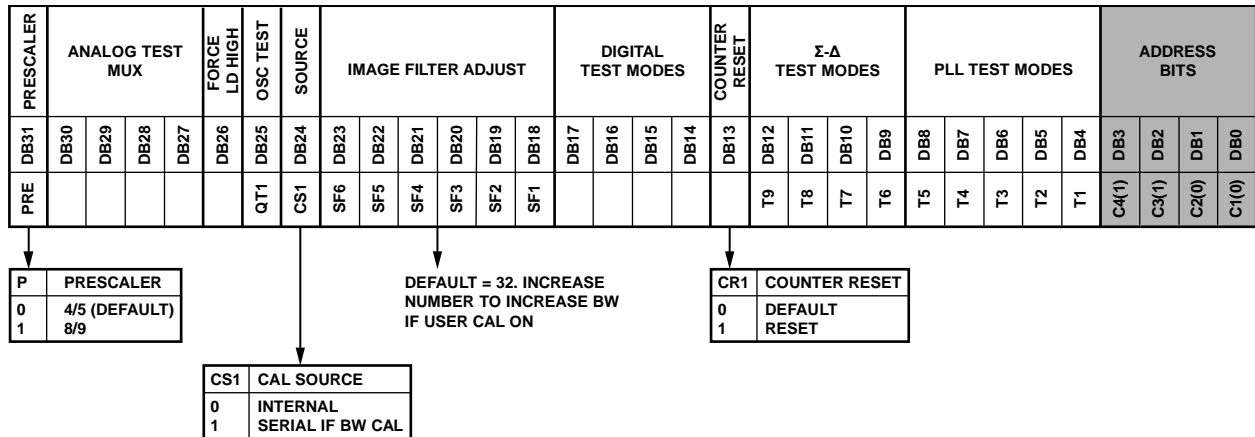 PRESCALER
ANALOG TEST
MUX
FORCE
LD HIGH
OSC TEST
SOURCE
IMAGE FILTER ADJUST
DIGITAL
TEST MODES
COUNTER
RESET
Σ-Δ
TEST MODES
PLL TEST MODES
ADDRESS
BITS
DB31 DB30 DB29 DB28 DB27 DB26 DB25 DB24 DB23 DB22 DB21 DB20 DB19 DB18 DB17 DB16 DB15 DB14 DB13 DB12 DB11 DB10 DB9 DB8 DB7 DB6 DB5 DB4 DB3 DB2 DB1 DB0
PRE QT1 CS1 SF6 SF5 SF4 SF3 SF2 SF1 T9 T8 T7 T6 T5 T4 T3 T2 T1 C4(1) C3(1) C2(0) C1(0)
P PRESCALER
0 4/5 (DEFAULT)
1 8/9
DEFAULT = 32. INCREASE
NUMBER TO INCREASE BW
IF USER CAL ON
CR1 COUNTER RESET
0 DEFAULT
1 RESET
CS1 CAL SOURCE
0 INTERNAL
1 SERIAL IF BW CAL